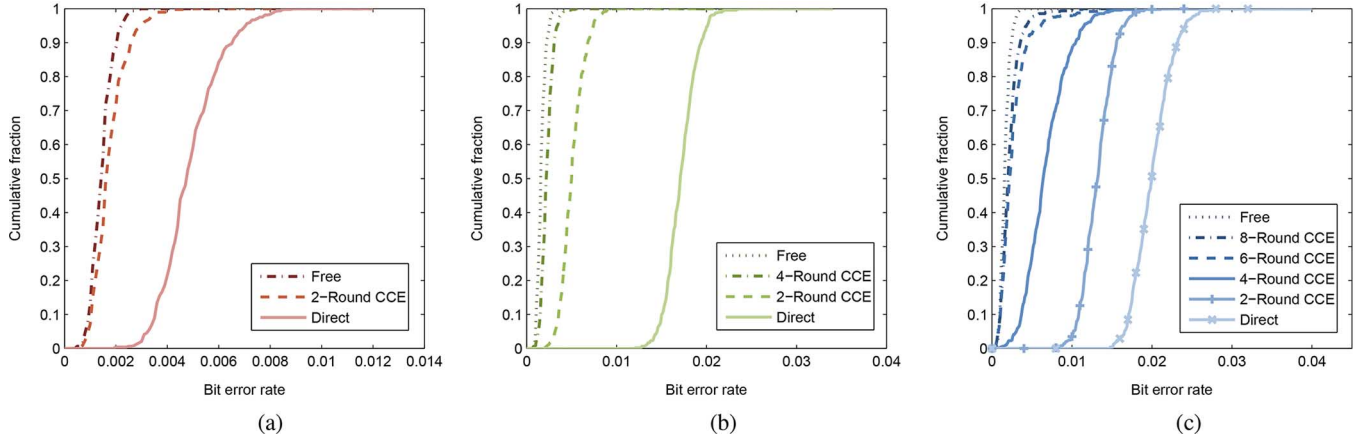 1
0.9
0.8
0.7
0.6
0.5
0.4
0.3
0.2
0.1
0
Cumulative fraction
Free
2-Round CCE
Direct
0 0.002 0.004 0.006 0.008 0.01 0.012 0.014
Bit error rate
(a)
1
0.9
0.8
0.7
0.6
0.5
0.4
0.3
0.2
0.1
0
Cumulative fraction
Free
4-Round CCE
2-Round CCE
Direct
0 0.01 0.02 0.03 0.04
Bit error rate
(b)
1
0.9
0.8
0.7
0.6
0.5
0.4
0.3
0.2
0.1
0
Cumulative fraction
Free
8-Round CCE
6-Round CCE
4-Round CCE
2-Round CCE
Direct
0 0.01 0.02 0.03 0.04
Bit error rate
(c)